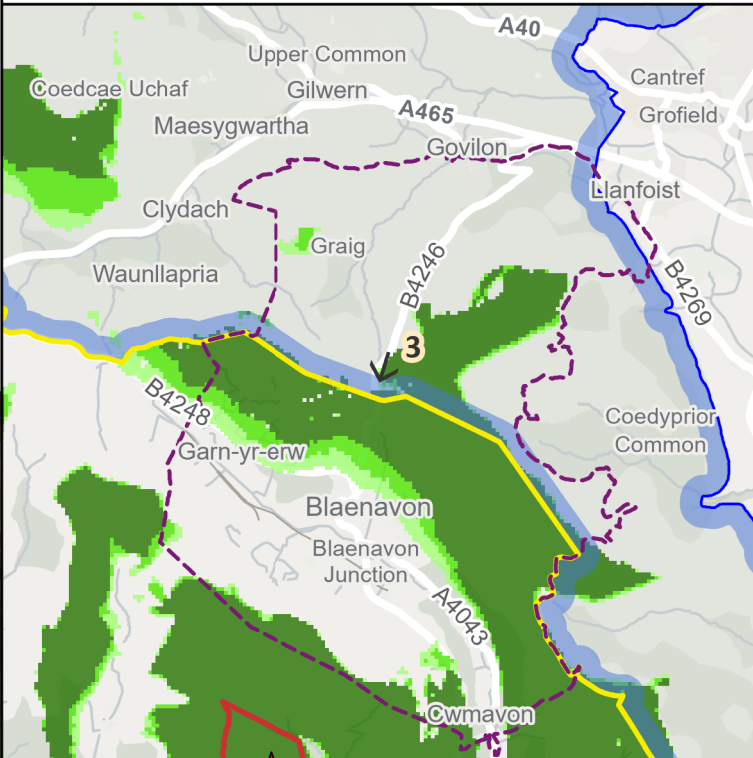 A40
Upper Common
Cantref
Coedcae Uchaf
Gilwern
A465
Grofield
Maesygwartha
Govilon
Llanfoist
Clydach
Graig
Waunllapria
B4246
B4269
3
B4248
Coedyprior
Common
Garn-yr-erw
Blaenavon
Blaenavon
Junction
A4043
Cwmavon